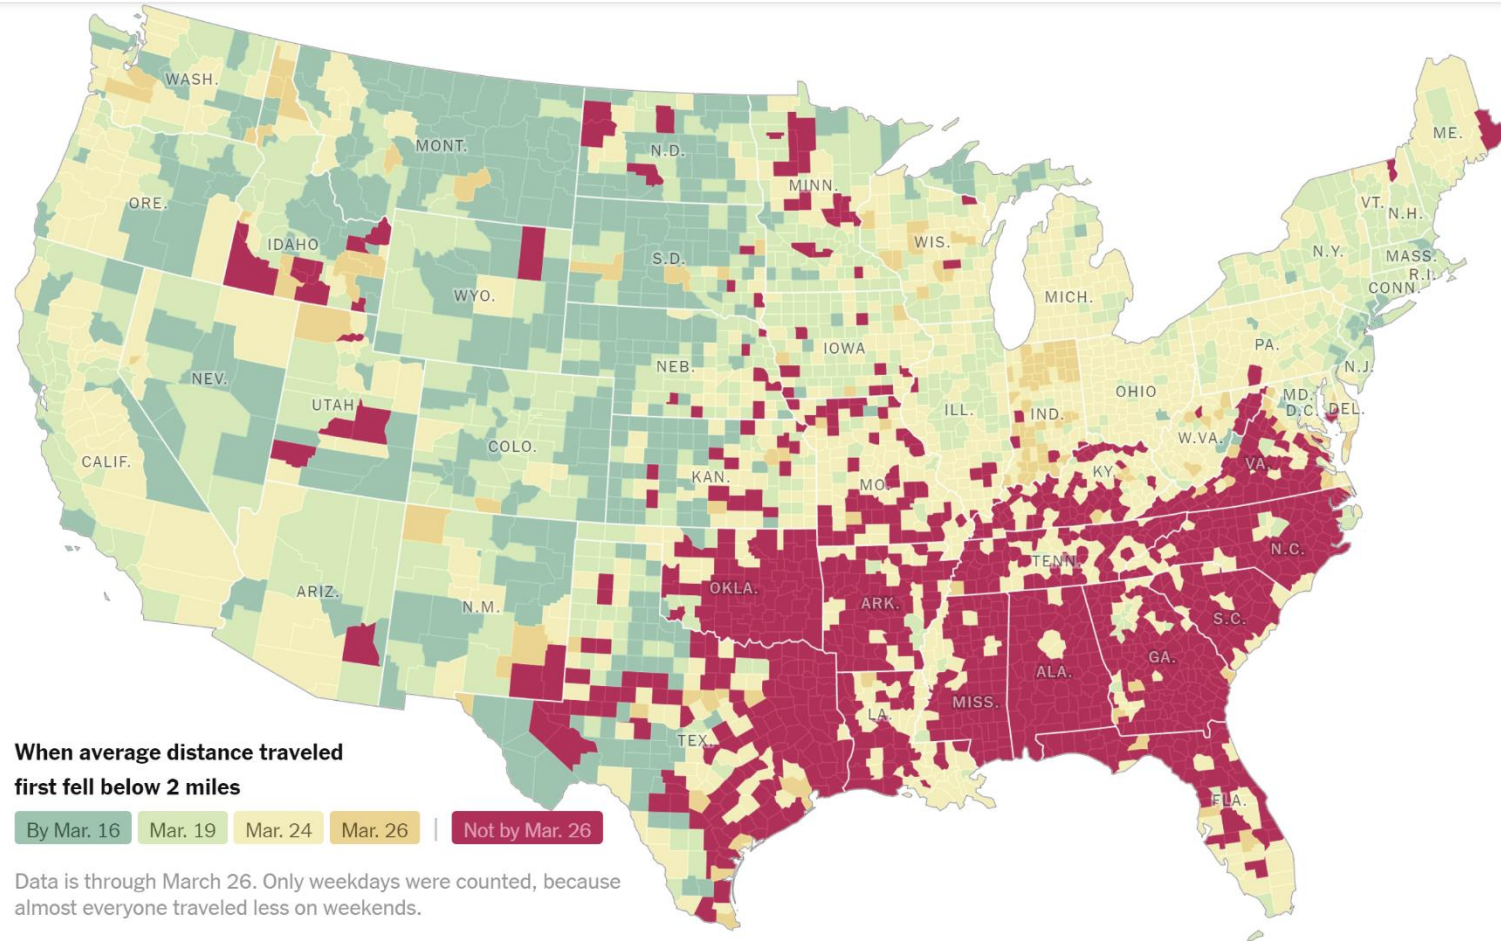 WASH.
MONT.
N.D.
MINN.
ME.
ORE.
IDAHO
S.D.
WIS.
VT.
N.H.
N.Y.
MASS.
R.I.
CONN.
WYO.
MICH.
NEV.
NEB.
IOWA
PA.
N.J.
UTAH
COLO.
ILL.
IND.
OHIO
MD.
D.C.
DEL.
CALIF.
KAN.
MO.
KY.
W.VA.
VA.
ARIZ.
N.M.
OKLA.
ARK.
TENN.
N.C.
S.C.
TEX.
LA.
MISS.
ALA.
GA.
FLA.
When average distance traveled
first fell below 2 miles
By Mar. 16 Mar. 19 Mar. 24 Mar. 26 | Not by Mar. 26
Data is through March 26. Only weekdays were counted, because
almost everyone traveled less on weekends.